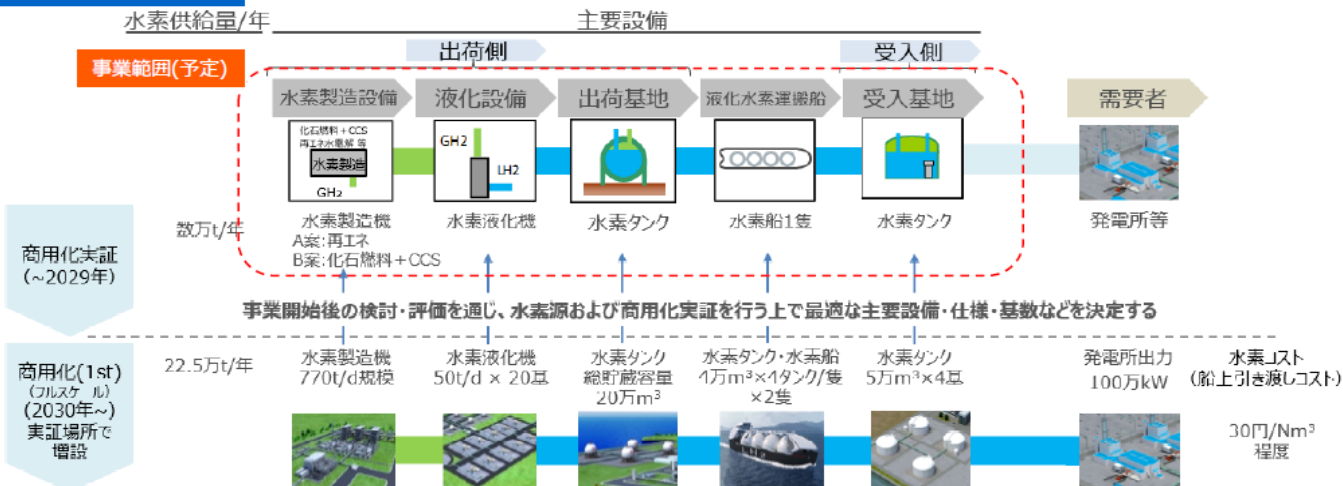 水素供給量/年
主要設備
出荷側
受入側
事業範囲(予定)
水素製造設備
液化設備
出荷基地
液化水素運搬船
受入基地
需要者
化石燃料+CCS
再エネ水電解 等
水素製造
GH2
GH2
LH2
商用化実証
(~2029年)
数万t/年
水素製造機
A案:再エネ
B案:化石燃料+CCS
水素液化機
水素タンク
水素船1隻
水素タンク
発電所等
事業開始後の検討・評価を通じ、水素源および商用化実証を行う上で最適な主要設備・仕様・基数などを決定する
商用化(1st)
(フルスケール)
(2030年~)
実証場所で
増設
22.5万t/年
水素製造機
770t/d規模
水素液化機
50t/d × 20基
水素タンク
総貯蔵容量
20万m³
水素タンク・水素船
4万m³×4タンク/隻
×2隻
水素タンク
5万m³×4基
発電所出力
100万kW
水素コスト
(船上引き渡しコスト)
30円/Nm³
程度